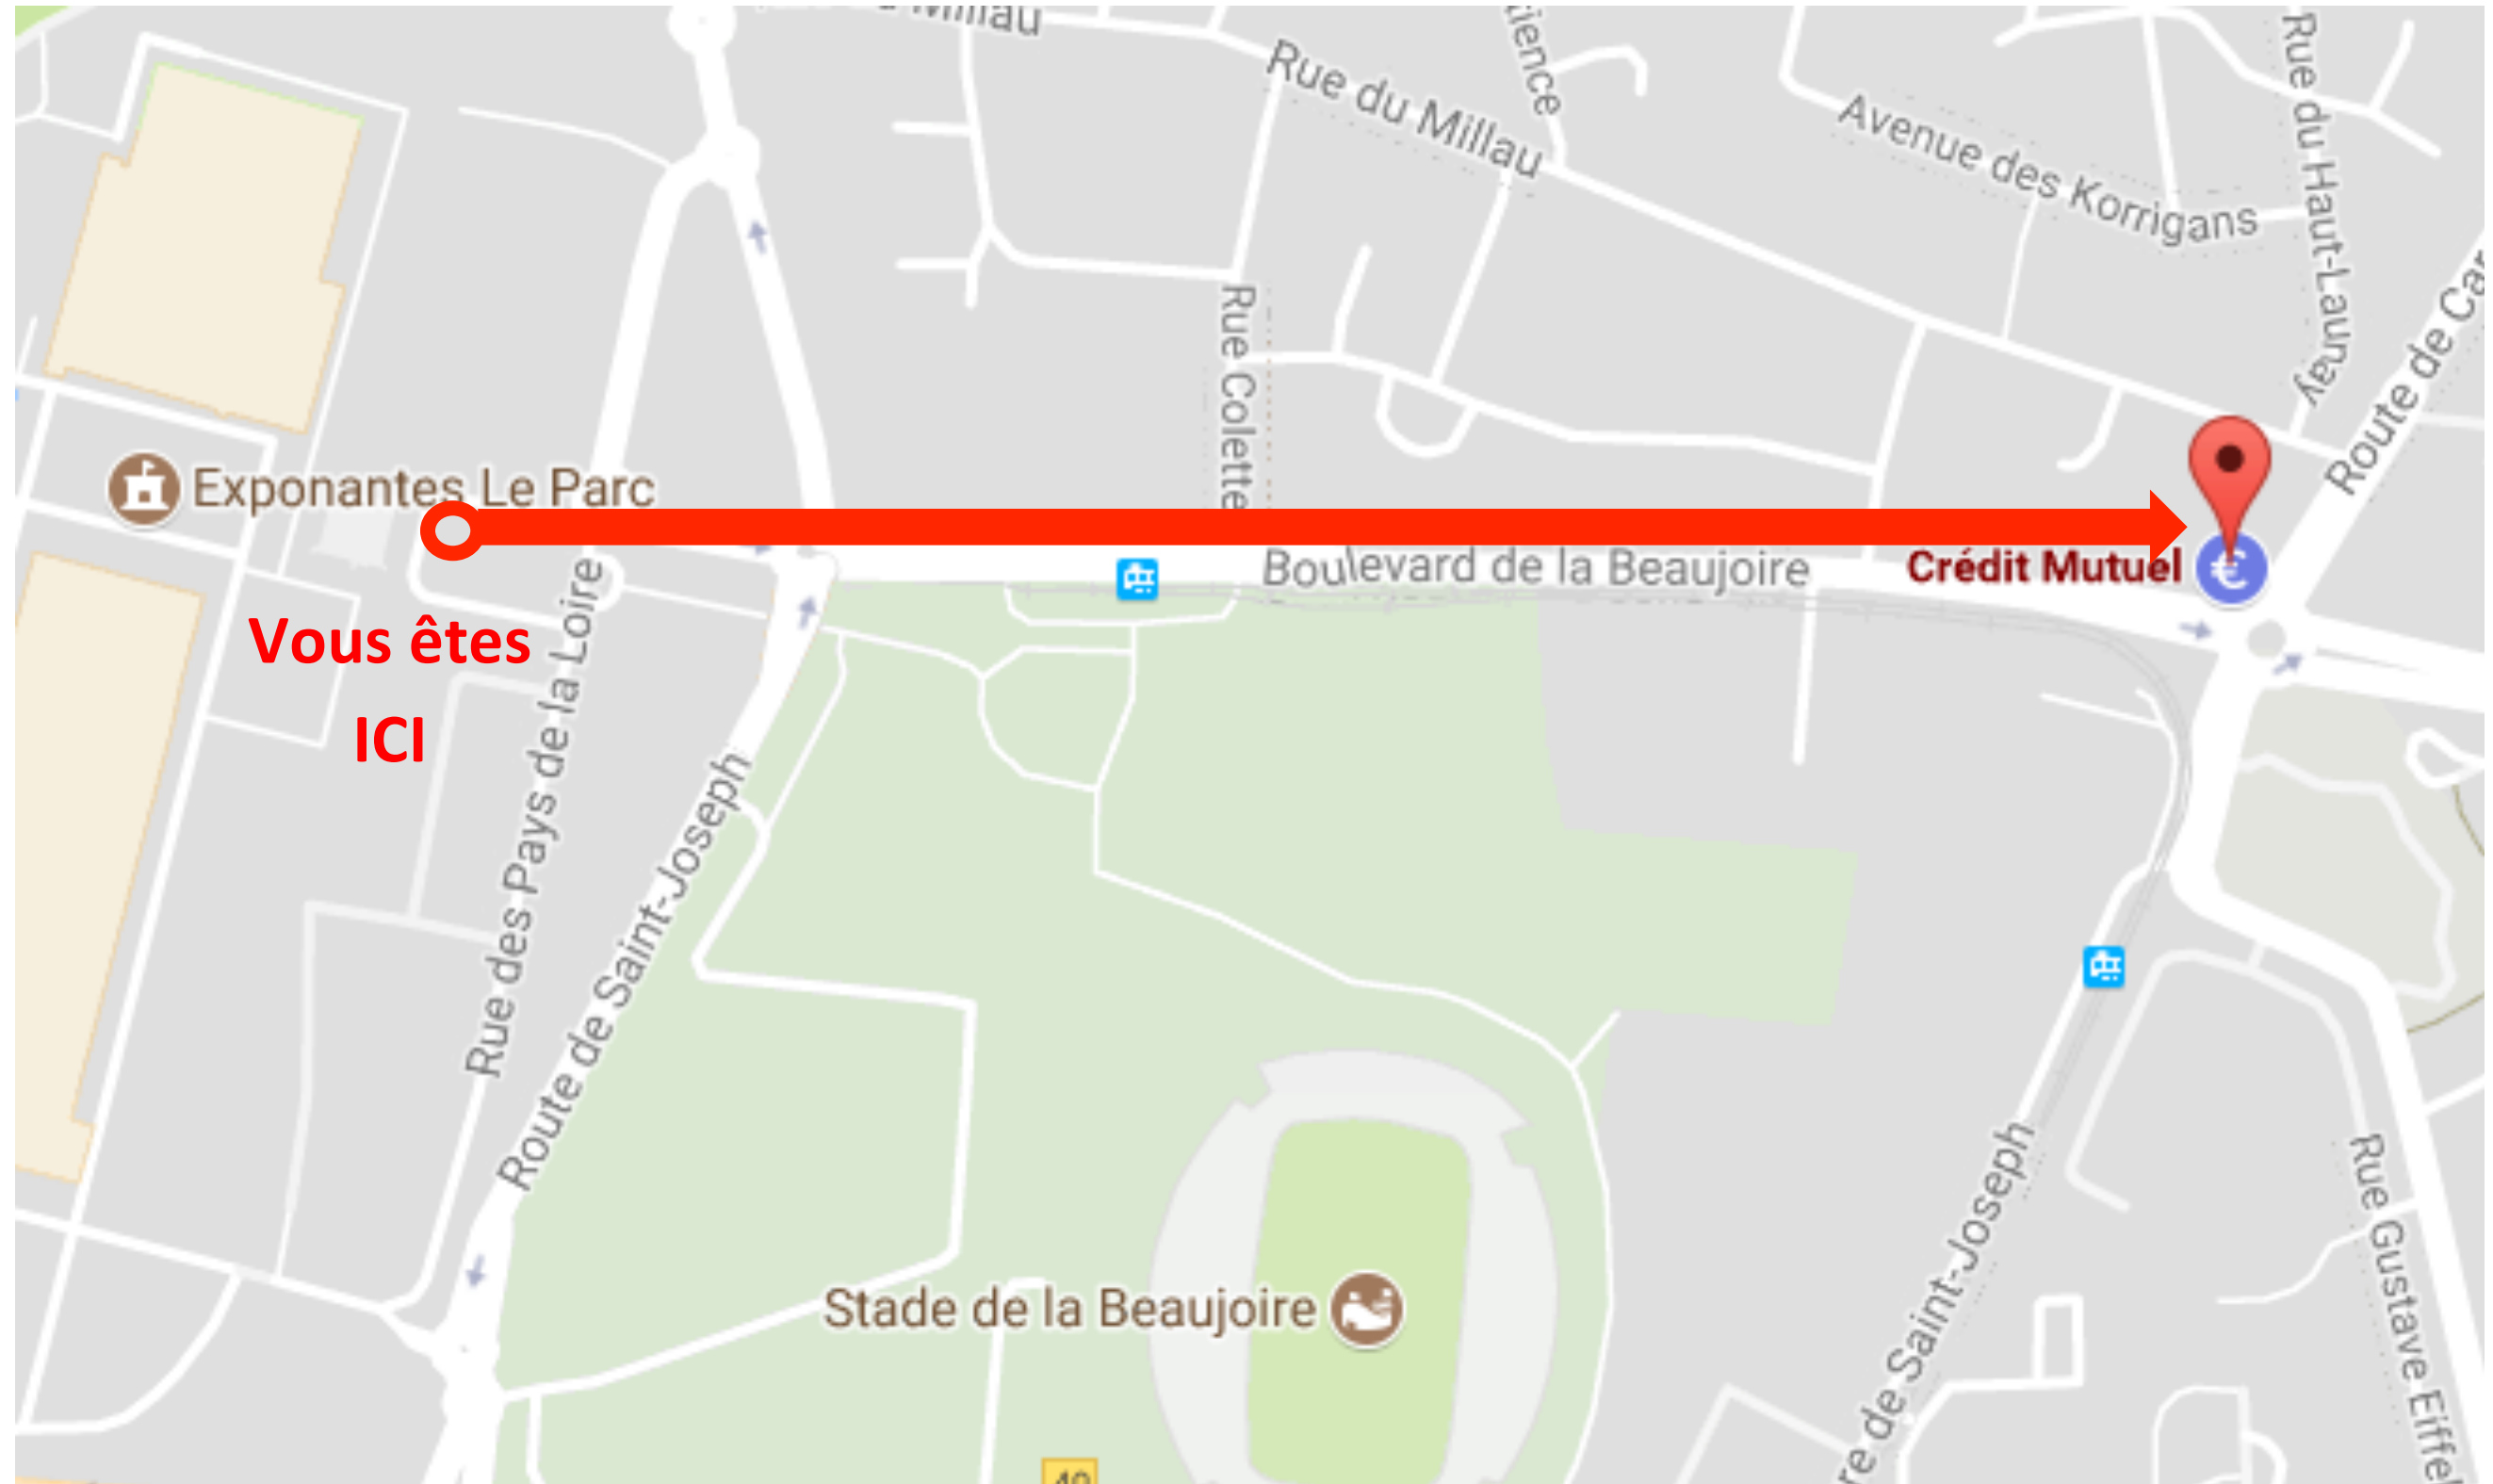 Millau
Rue du Millau
Avenue des Korrigans
Rue du Haut-Launay
Route de
Rue Colette
Exponantes Le Parc
Boulevard de la Beaujoire
Crédit Mutuel
€
Vous êtes
ICI
Rue des Pays de la Loire
Route de Saint-Joseph
Stade de la Beaujoire
de Saint-Joseph
Rue Gustave Eiffel
49